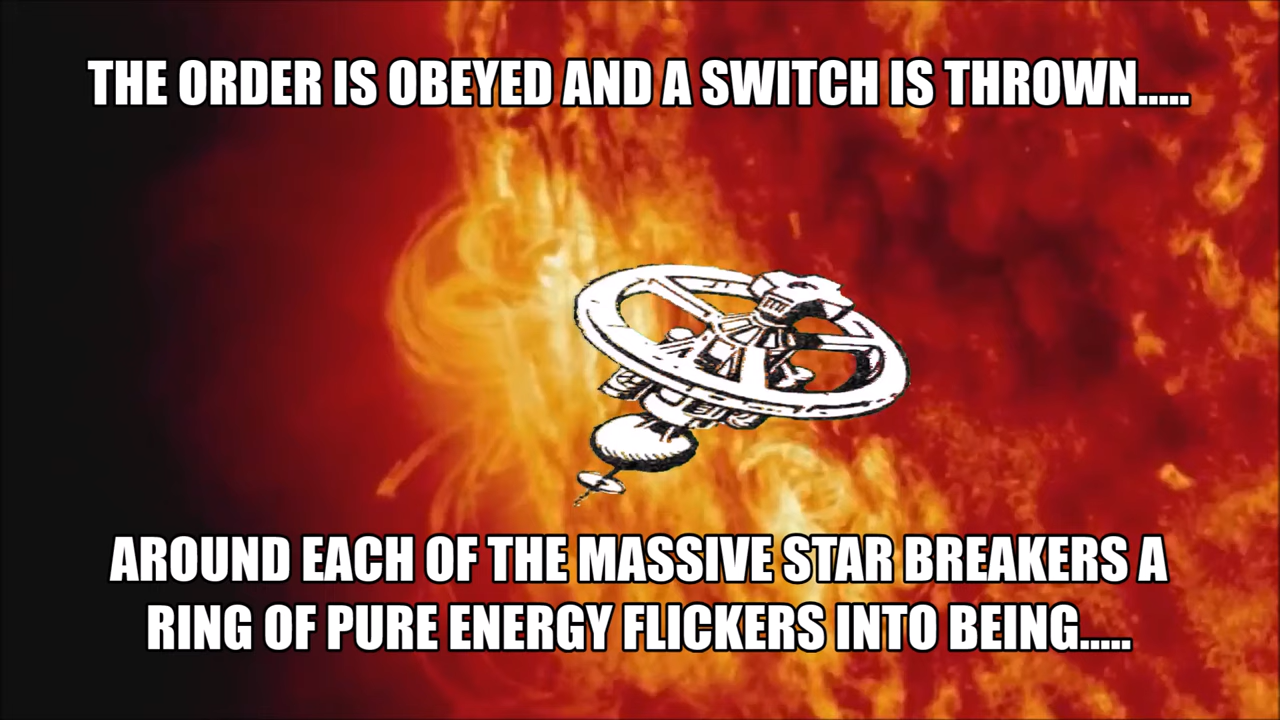 THE ORDER IS OBEYED AND A SWITCH IS THROWN.....
AROUND EACH OF THE MASSIVE STAR BREAKERS A
RING OF PURE ENERGY FLICKERS INTO BEING.....